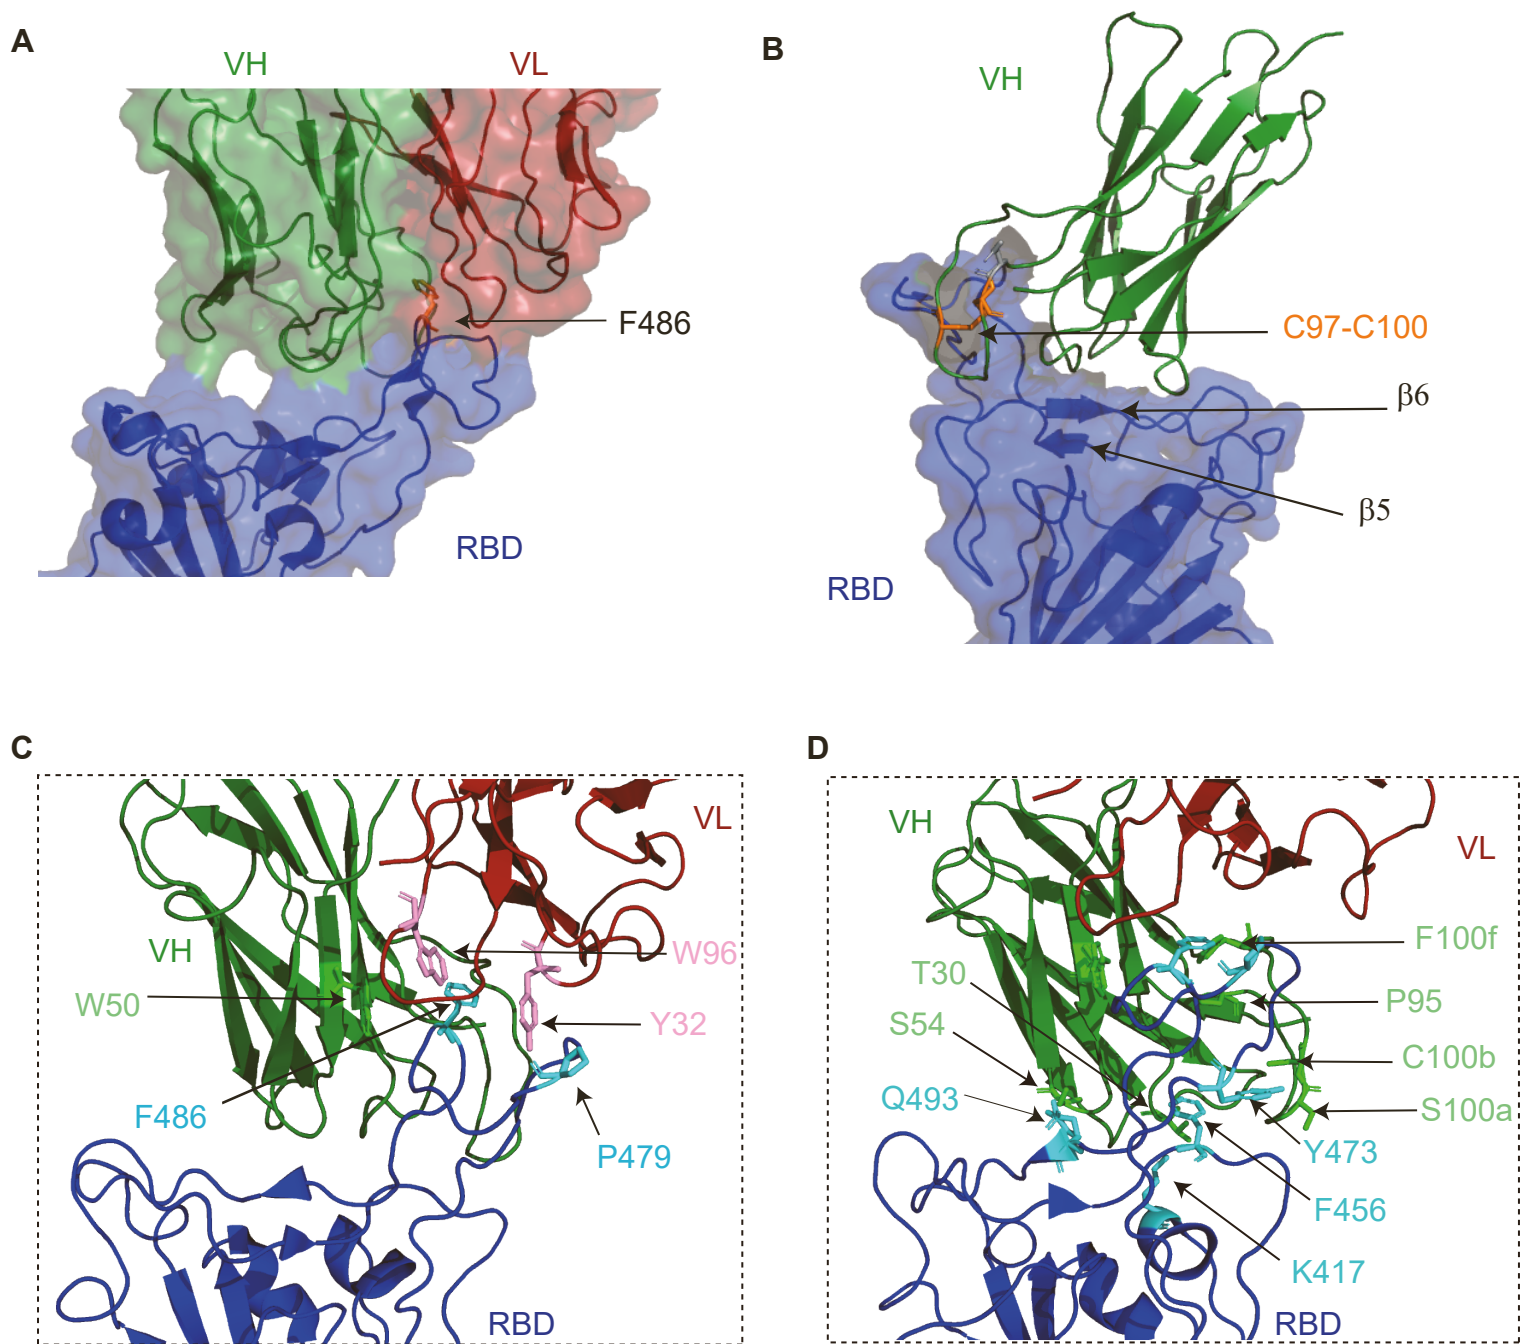 A
VH
VL
F486
RBD
B
VH
C97-C100
β6
β5
RBD
C
VL
VH
W96
W50
Y32
F486
P479
RBD
D
VH
VL
F100f
T30
P95
S54
C100b
Q493
S100a
Y473
F456
K417
RBD